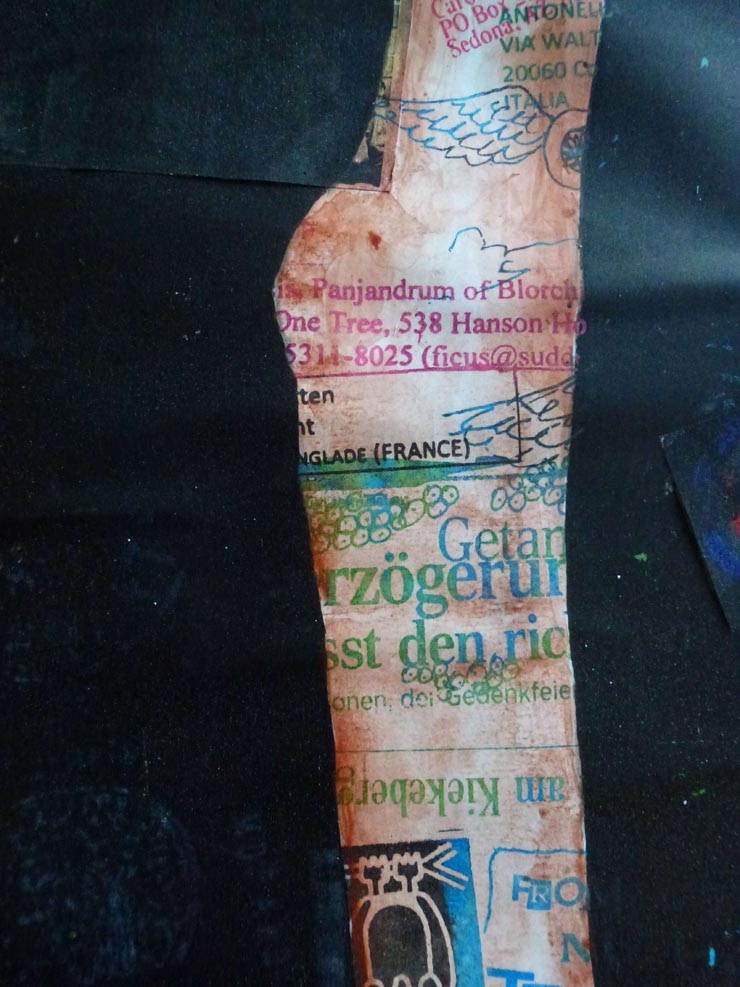 PO Box
Sedona,
ANTONELL
VIA WALT
20060 C
ITALIA
Panjandrum of Blorch
One Tree, 538 Hanson Ho
5311-8025 (ficus@sudd
ten
nt
NGLADE (FRANCE)
Getan
rzögerun
sst den ric
onen, der Gedenkfeie
am Kiekeberg
FRO